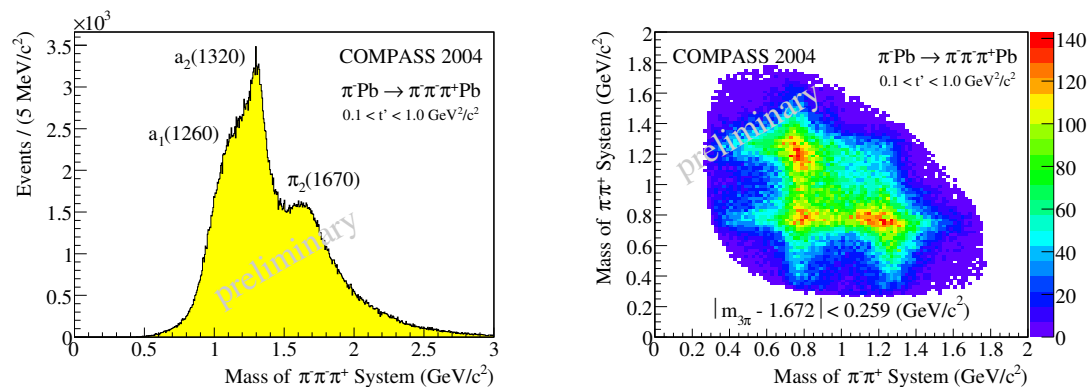 ×10³
Events / (5 MeV/c²)
3.5
3
2.5
2
1.5
1
0.5
0
COMPASS 2004
π⁻Pb → π⁻π⁻π⁺Pb
0.1 < t' < 1.0 GeV²/c²
a₂(1320)
a₁(1260)
π₂(1670)
preliminary
0 0.5 1 1.5 2 2.5 3
Mass of π⁻π⁻π⁺ System (GeV/c²)
Mass of π⁻π⁺ System (GeV/c²)
2
1.8
1.6
1.4
1.2
1
0.8
0.6
0.4
0.2
0
COMPASS 2004
π⁻Pb → π⁻π⁻π⁺Pb
0.1 < t' < 1.0 GeV²/c²
preliminary
|m₃π - 1.672| < 0.259 (GeV/c²)
0 0.2 0.4 0.6 0.8 1 1.2 1.4 1.6 1.8 2
Mass of π⁻π⁺ System (GeV/c²)
140
120
100
80
60
40
20
0